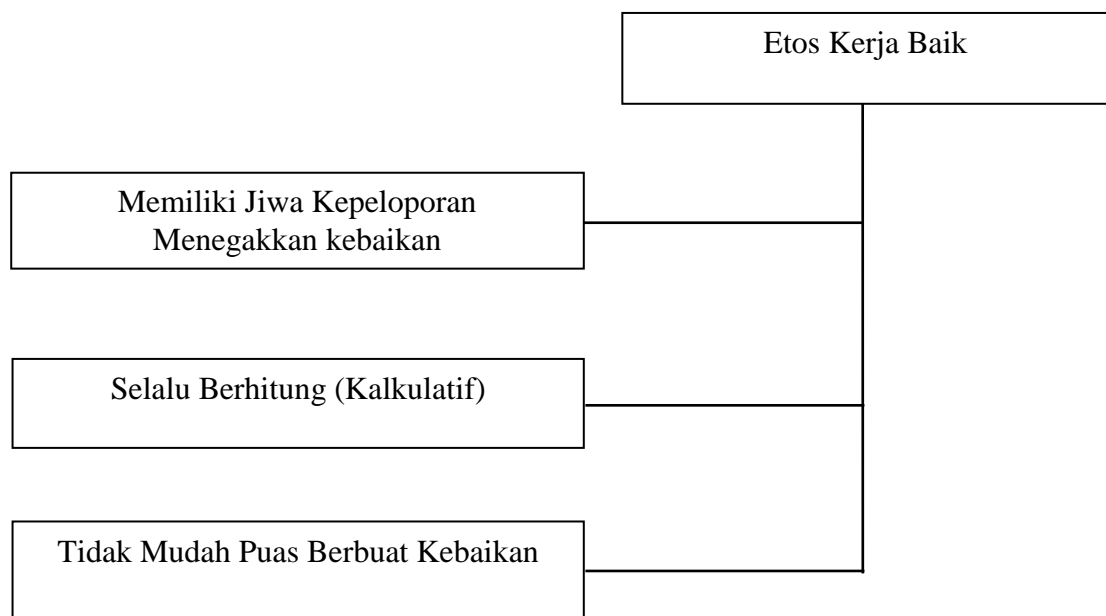 Etos Kerja Baik
Memiliki Jiwa Kepeloporan
Menegakkan kebaikan
Selalu Berhitung (Kalkulatif)
Tidak Mudah Puas Berbuat Kebaikan